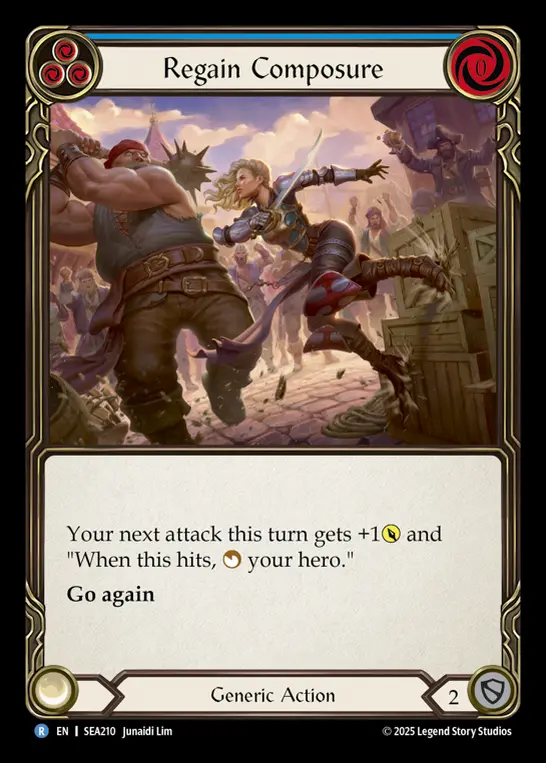 Regain Composure
0
Your next attack this turn gets +1 and
"When this hits, your hero."
Go again
Generic Action
2
R EN SEA210 Junaidi Lim
© 2025 Legend Story Studios